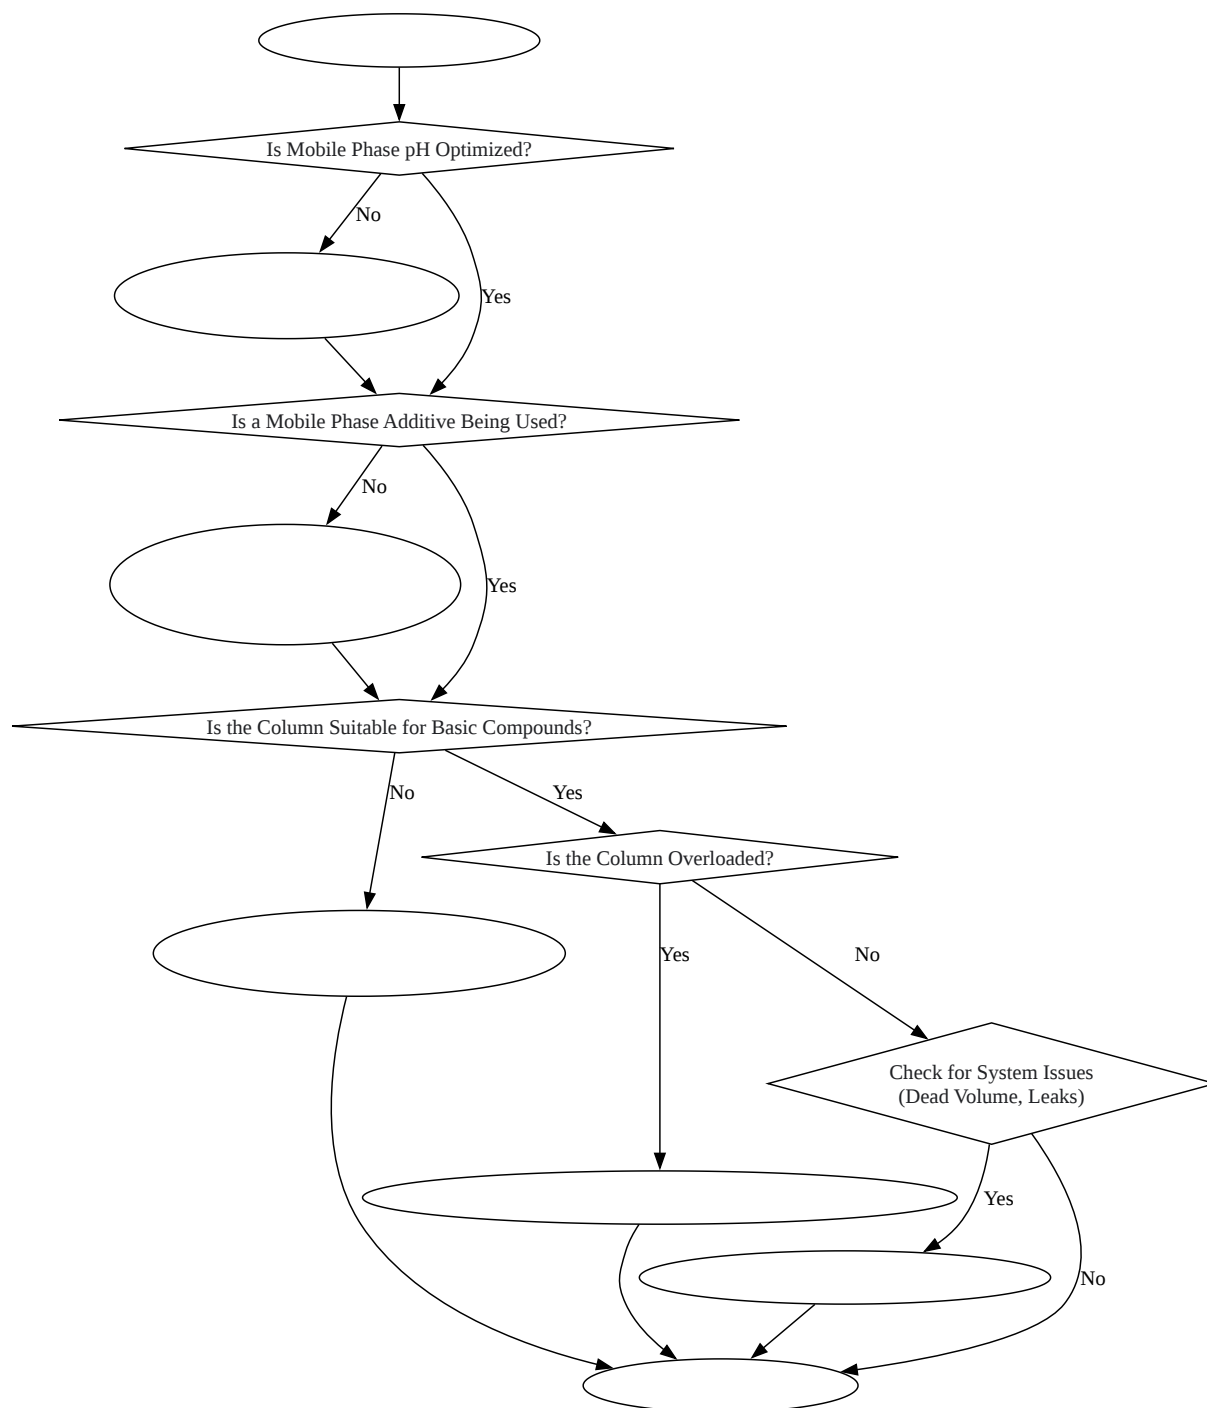 Is Mobile Phase pH Optimized?
No
Yes
Is a Mobile Phase Additive Being Used?
No
Yes
Is the Column Suitable for Basic Compounds?
No
Yes
Is the Column Overloaded?
Yes
No
Check for System Issues
(Dead Volume, Leaks)
Yes
No